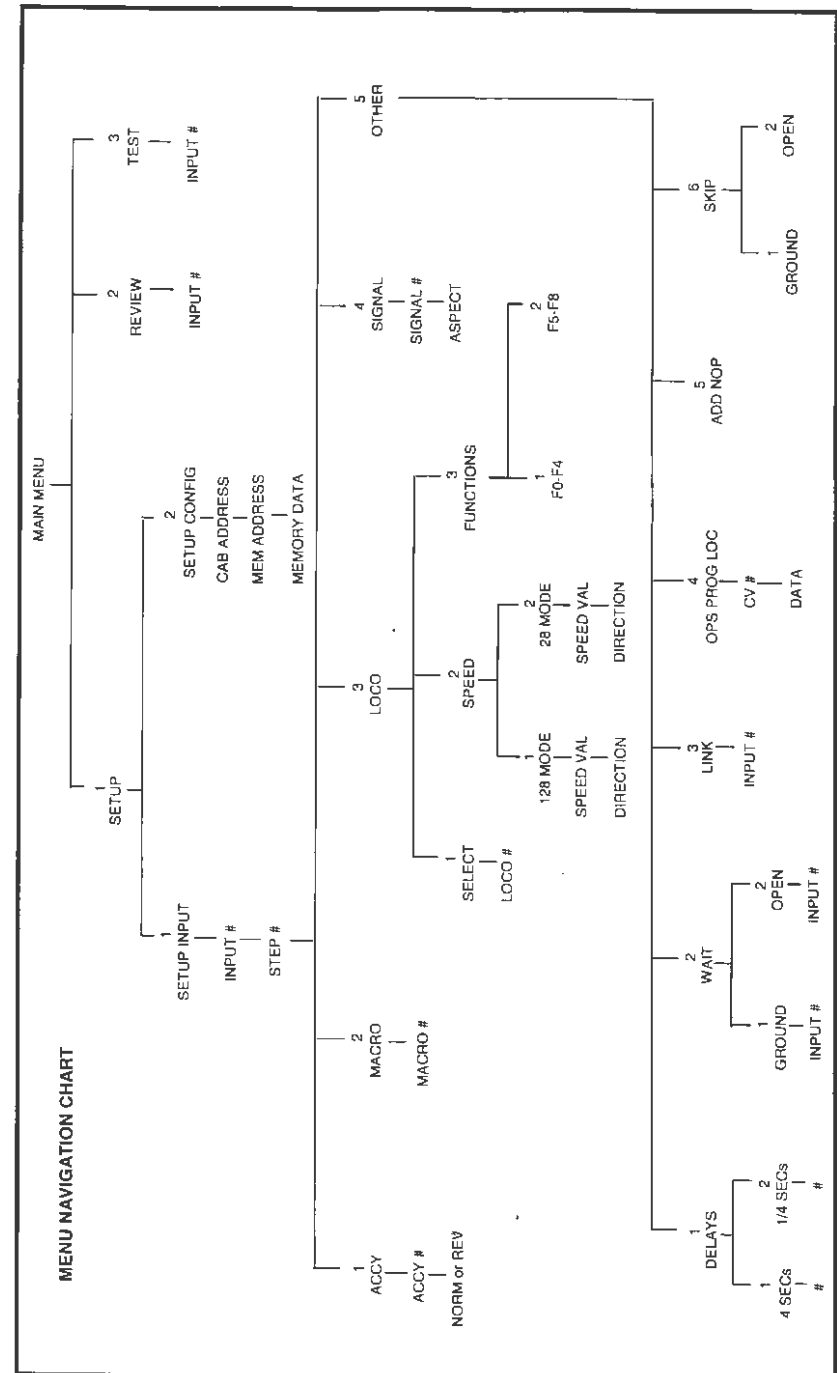 MENU NAVIGATION CHART
MAIN MENU
1
SETUP
2
REVIEW
INPUT #
3
TEST
INPUT #
1
SETUP INPUT
INPUT #
STEP #
2
SETUP CONFIG
CAB ADDRESS
MEM ADDRESS
MEMORY DATA
1
ACCY
ACCY #
NORM or REV
2
MACRO
MACRO #
3
LOCO
4
SIGNAL
SIGNAL #
ASPECT
5
OTHER
1
SELECT
LOCO #
2
SPEED
3
FUNCTIONS
1
128 MODE
SPEED VAL
DIRECTION
2
28 MODE
SPEED VAL
DIRECTION
1
F0-F4
2
F5-F8
1
DELAYS
2
WAIT
3
LINK
INPUT #
4
OPS PROG LOC
CV #
DATA
5
ADD NOP
6
SKIP
1
4 SECs
#
2
1/4 SECs
#
1
GROUND
INPUT #
2
OPEN
INPUT #
1
GROUND
2
OPEN